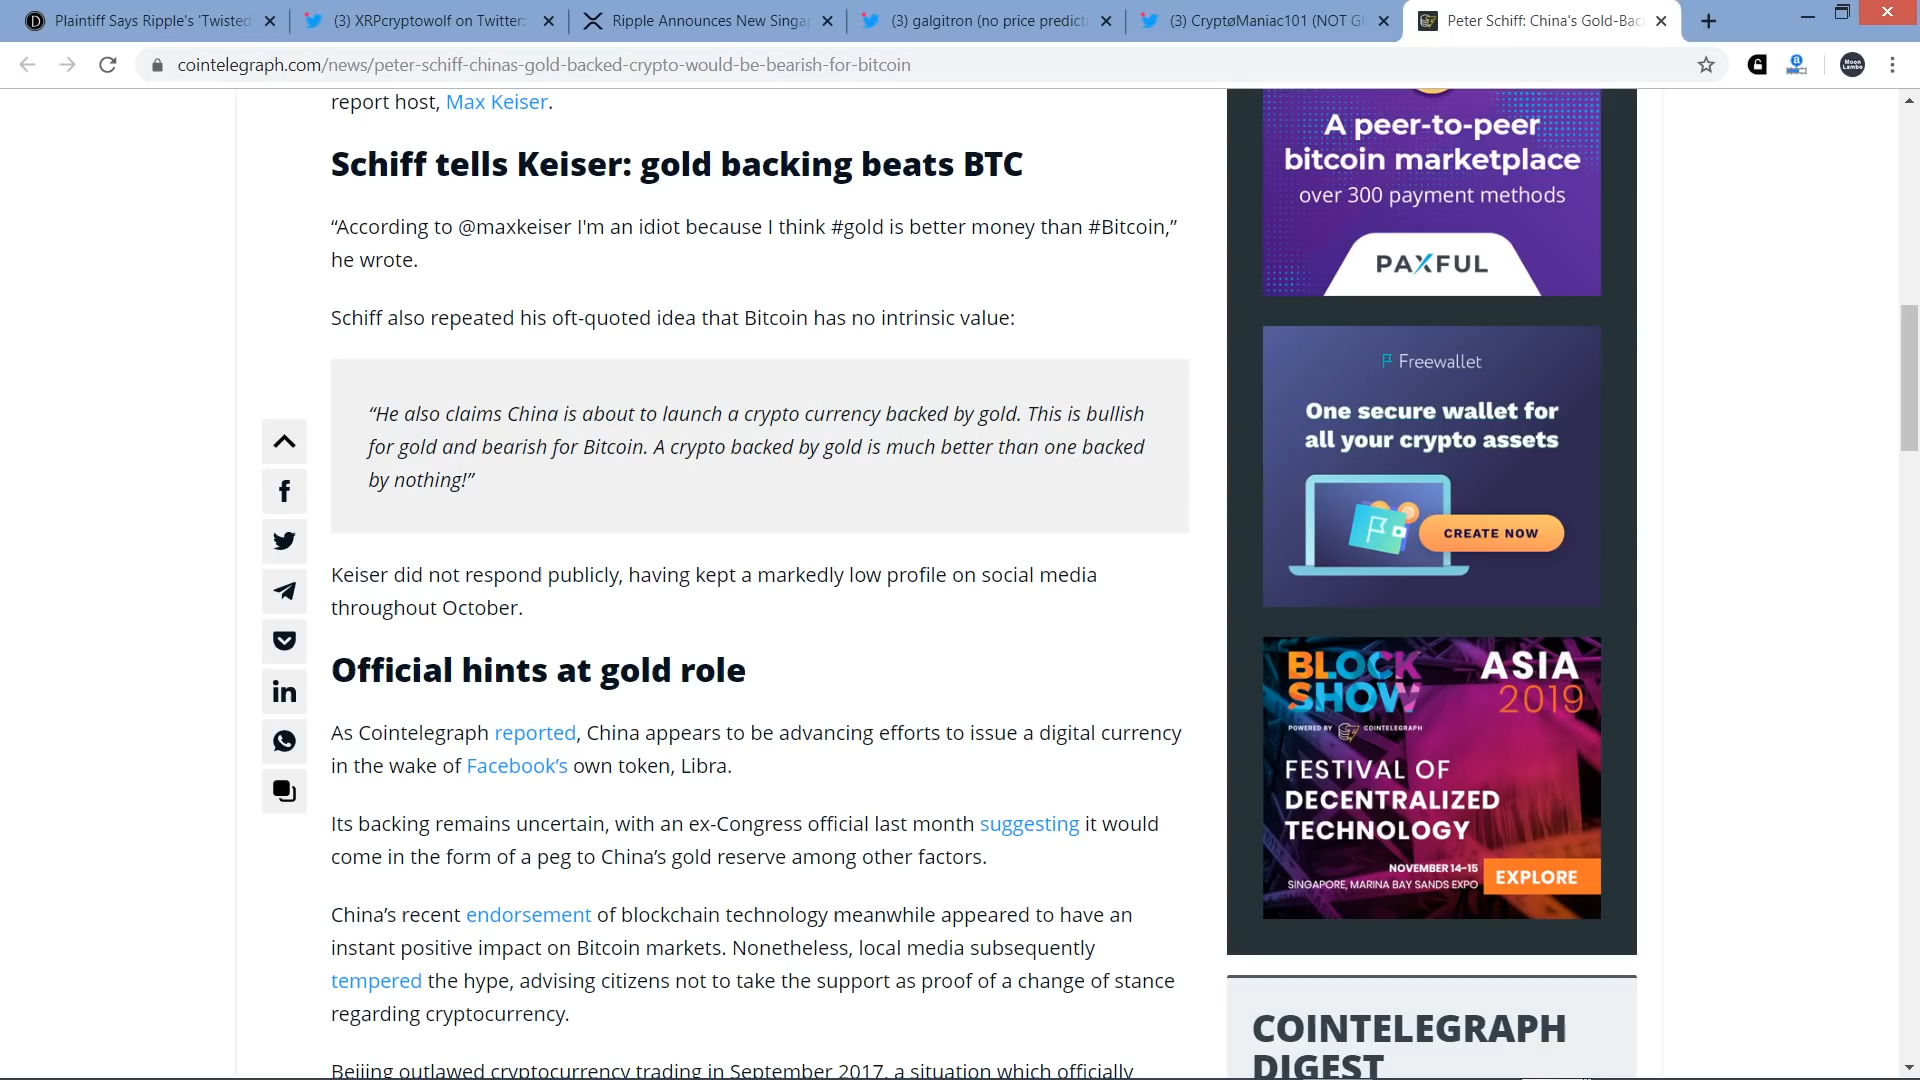 Plaintiff Says Ripple's 'Twisted
(3) XRPcryptowolf on Twitter:
Ripple Announces New Singa
(3) galgitron (no price predict
(3) CryptøManiac101 (NOT G
Peter Schiff: China's Gold-Bac
cointelegraph.com/news/peter-schiff-chinas-gold-backed-crypto-would-be-bearish-for-bitcoin
Moon
Lambo
report host, Max Keiser.
Schiff tells Keiser: gold backing beats BTC
“According to @maxkeiser I'm an idiot because I think #gold is better money than #Bitcoin,”
he wrote.
Schiff also repeated his oft-quoted idea that Bitcoin has no intrinsic value:
“He also claims China is about to launch a crypto currency backed by gold. This is bullish
for gold and bearish for Bitcoin. A crypto backed by gold is much better than one backed
by nothing!”
Keiser did not respond publicly, having kept a markedly low profile on social media
throughout October.
Official hints at gold role
As Cointelegraph reported, China appears to be advancing efforts to issue a digital currency
in the wake of Facebook’s own token, Libra.
Its backing remains uncertain, with an ex-Congress official last month suggesting it would
come in the form of a peg to China’s gold reserve among other factors.
China’s recent endorsement of blockchain technology meanwhile appeared to have an
instant positive impact on Bitcoin markets. Nonetheless, local media subsequently
tempered the hype, advising citizens not to take the support as proof of a change of stance
regarding cryptocurrency.
Beijing outlawed cryptocurrency trading in September 2017, a situation which officially
A peer-to-peer
bitcoin marketplace
over 300 payment methods
PAXFUL
Freewallet
One secure wallet for
all your crypto assets
CREATE NOW
BLOCK
SHOW
ASIA
2019
POWERED BY COINTELEGRAPH
FESTIVAL OF
DECENTRALIZED
TECHNOLOGY
NOVEMBER 14-15
SINGAPORE, MARINA BAY SANDS EXPO
EXPLORE
COINTELEGRAPH
DIGEST